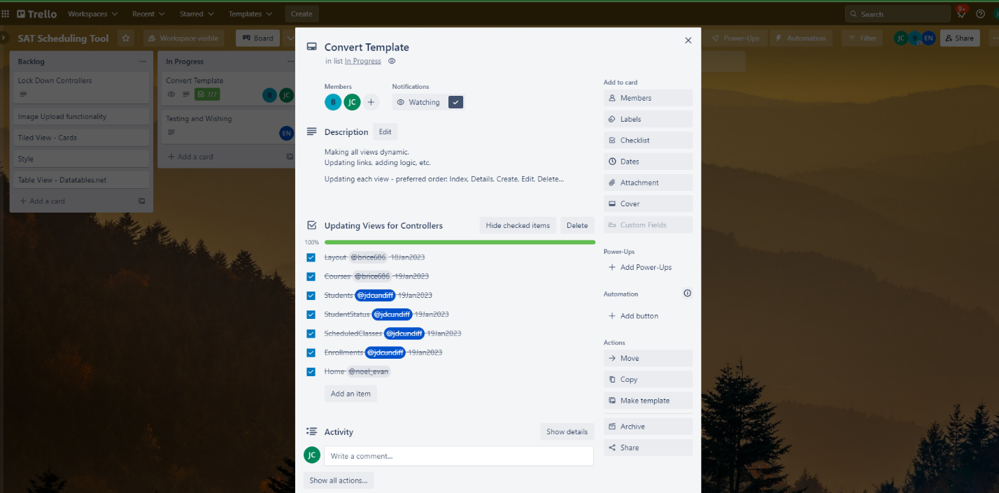 Trello
Workspaces
Recent
Starred
Templates
Create
Search
9+
SAT Scheduling Tool
Workspace visible
Board
Power-Ups
Automation
Filter
JC
B
EN
Share
Backlog
Lock Down Controllers
Image Upload functionality
Tiled View - Cards
Style
Table View - Datatables.net
+ Add a card
In Progress
Convert Template
7/7
B
JC
Testing and Wishing
EN
+ Add a card
Convert Template
in list In Progress
Members
B
JC
+
Notifications
Watching
Description
Edit
Making all views dynamic.
Updating links, adding logic, etc.
Updating each view - preferred order: Index, Details, Create, Edit, Delete...
Updating Views for Controllers
Hide checked items
Delete
100%
Layout @brice686 18Jan2023
Courses @brice686 19Jan2023
Students @jdcundiff 19Jan2023
StudentStatus @jdcundiff 19Jan2023
ScheduledClasses @jdcundiff 19Jan2023
Enrollments @jdcundiff 19Jan2023
Home @noel_evan
Add an item
Activity
Show details
JC
Write a comment...
Show all actions...
Add to card
Members
Labels
Checklist
Dates
Attachment
Cover
Custom Fields
Power-Ups
+ Add Power-Ups
Automation
+ Add button
Actions
Move
Copy
Make template
Archive
Share